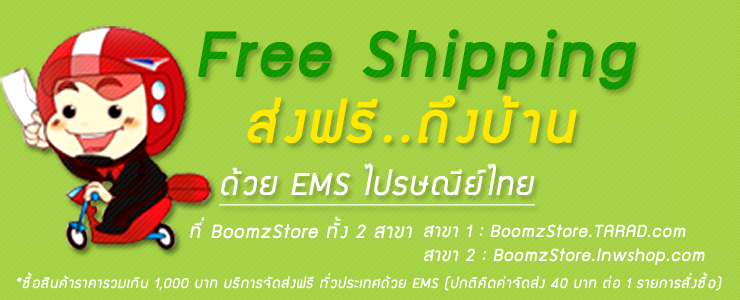 Free Shipping
ส่งฟรี..ถึงบ้าน
ด้วย EMS ไปรษณีย์ไทย
ที่ BoomzStore ทั้ง 2 สาขา สาขา 1 : BoomzStore.TARAD.com
สาขา 2 : BoomzStore.lnwshop.com
*ซื้อสินค้าราคารวมเกิน 1,000 บาท บริการจัดส่งฟรี ทั่วประเทศด้วย EMS (ปกติคิดค่าจัดส่ง 40 บาท ต่อ 1 รายการสั่งซื้อ)